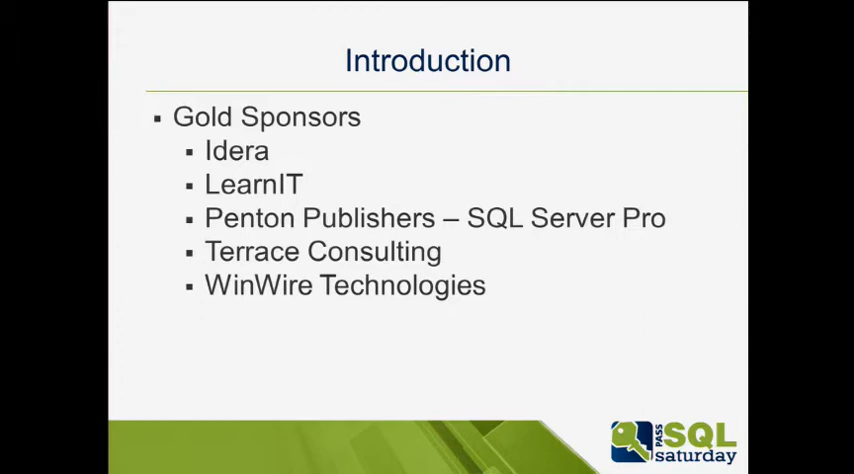 Introduction
Gold Sponsors
Idera
LearnIT
Penton Publishers – SQL Server Pro
Terrace Consulting
WinWire Technologies
PASS
SQL
saturday